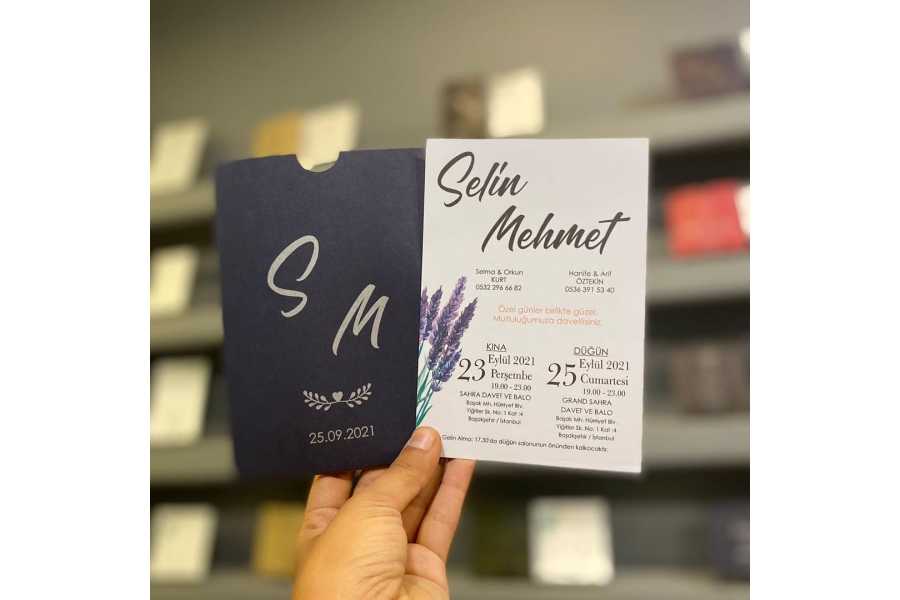 S
M
25.09.2021
Selin
Mehmet
Selma & Orkun
KURT
0532 296 66 82
Hanife & Arif
ÖZTEKİN
0536 391 53 40
Özel günler birlikte güzel.
Mutluluğumuza davetlisiniz.
KINA
23 Eylül 2021
Perşembe
19.00 - 23.00
SAHRA DAVET VE BALO
Başak Mh. Hürriyet Blv.
Yiğitler Sk. No: 1 Kat :4
Başakşehir / İstanbul
DÜĞÜN
25 Eylül 2021
Cumartesi
19.00 - 23.00
GRAND SAHRA
DAVET VE BALO
Başak Mh. Hürriyet Blv.
Yiğitler Sk. No: 1 Kat :4
Başakşehir / İstanbul
Gelin Alma: 17.30'da düğün salonunun önünden kalkacaktır.